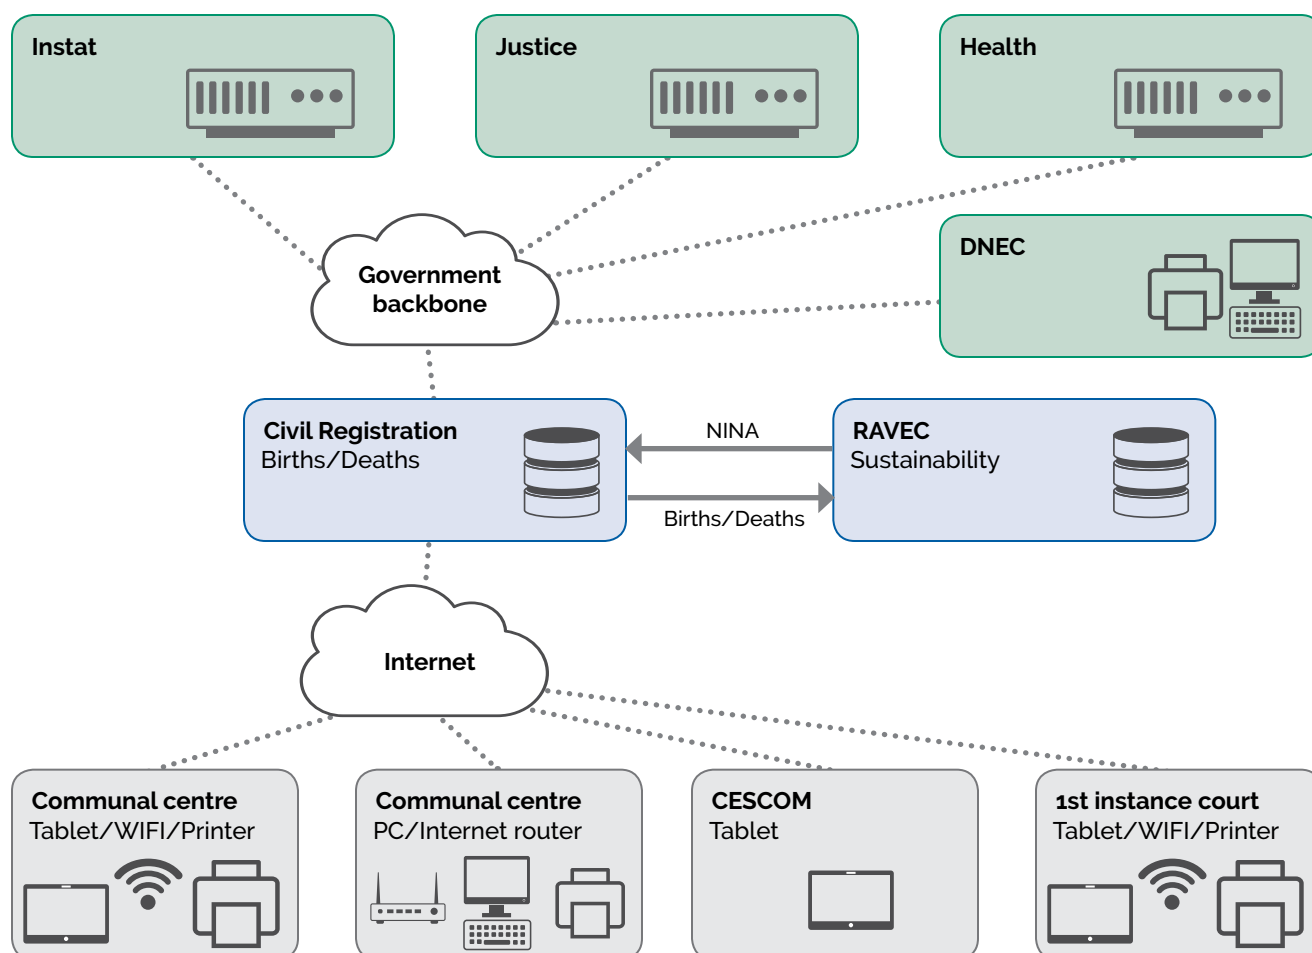 Instat
Justice
Health
Government
backbone
DNEC
Civil Registration
Births/Deaths
NINA
Births/Deaths
RAVEC
Sustainability
Internet
Communal centre
Tablet/WIFI/Printer
Communal centre
PC/Internet router
CESCOM
Tablet
1st instance court
Tablet/WIFI/Printer